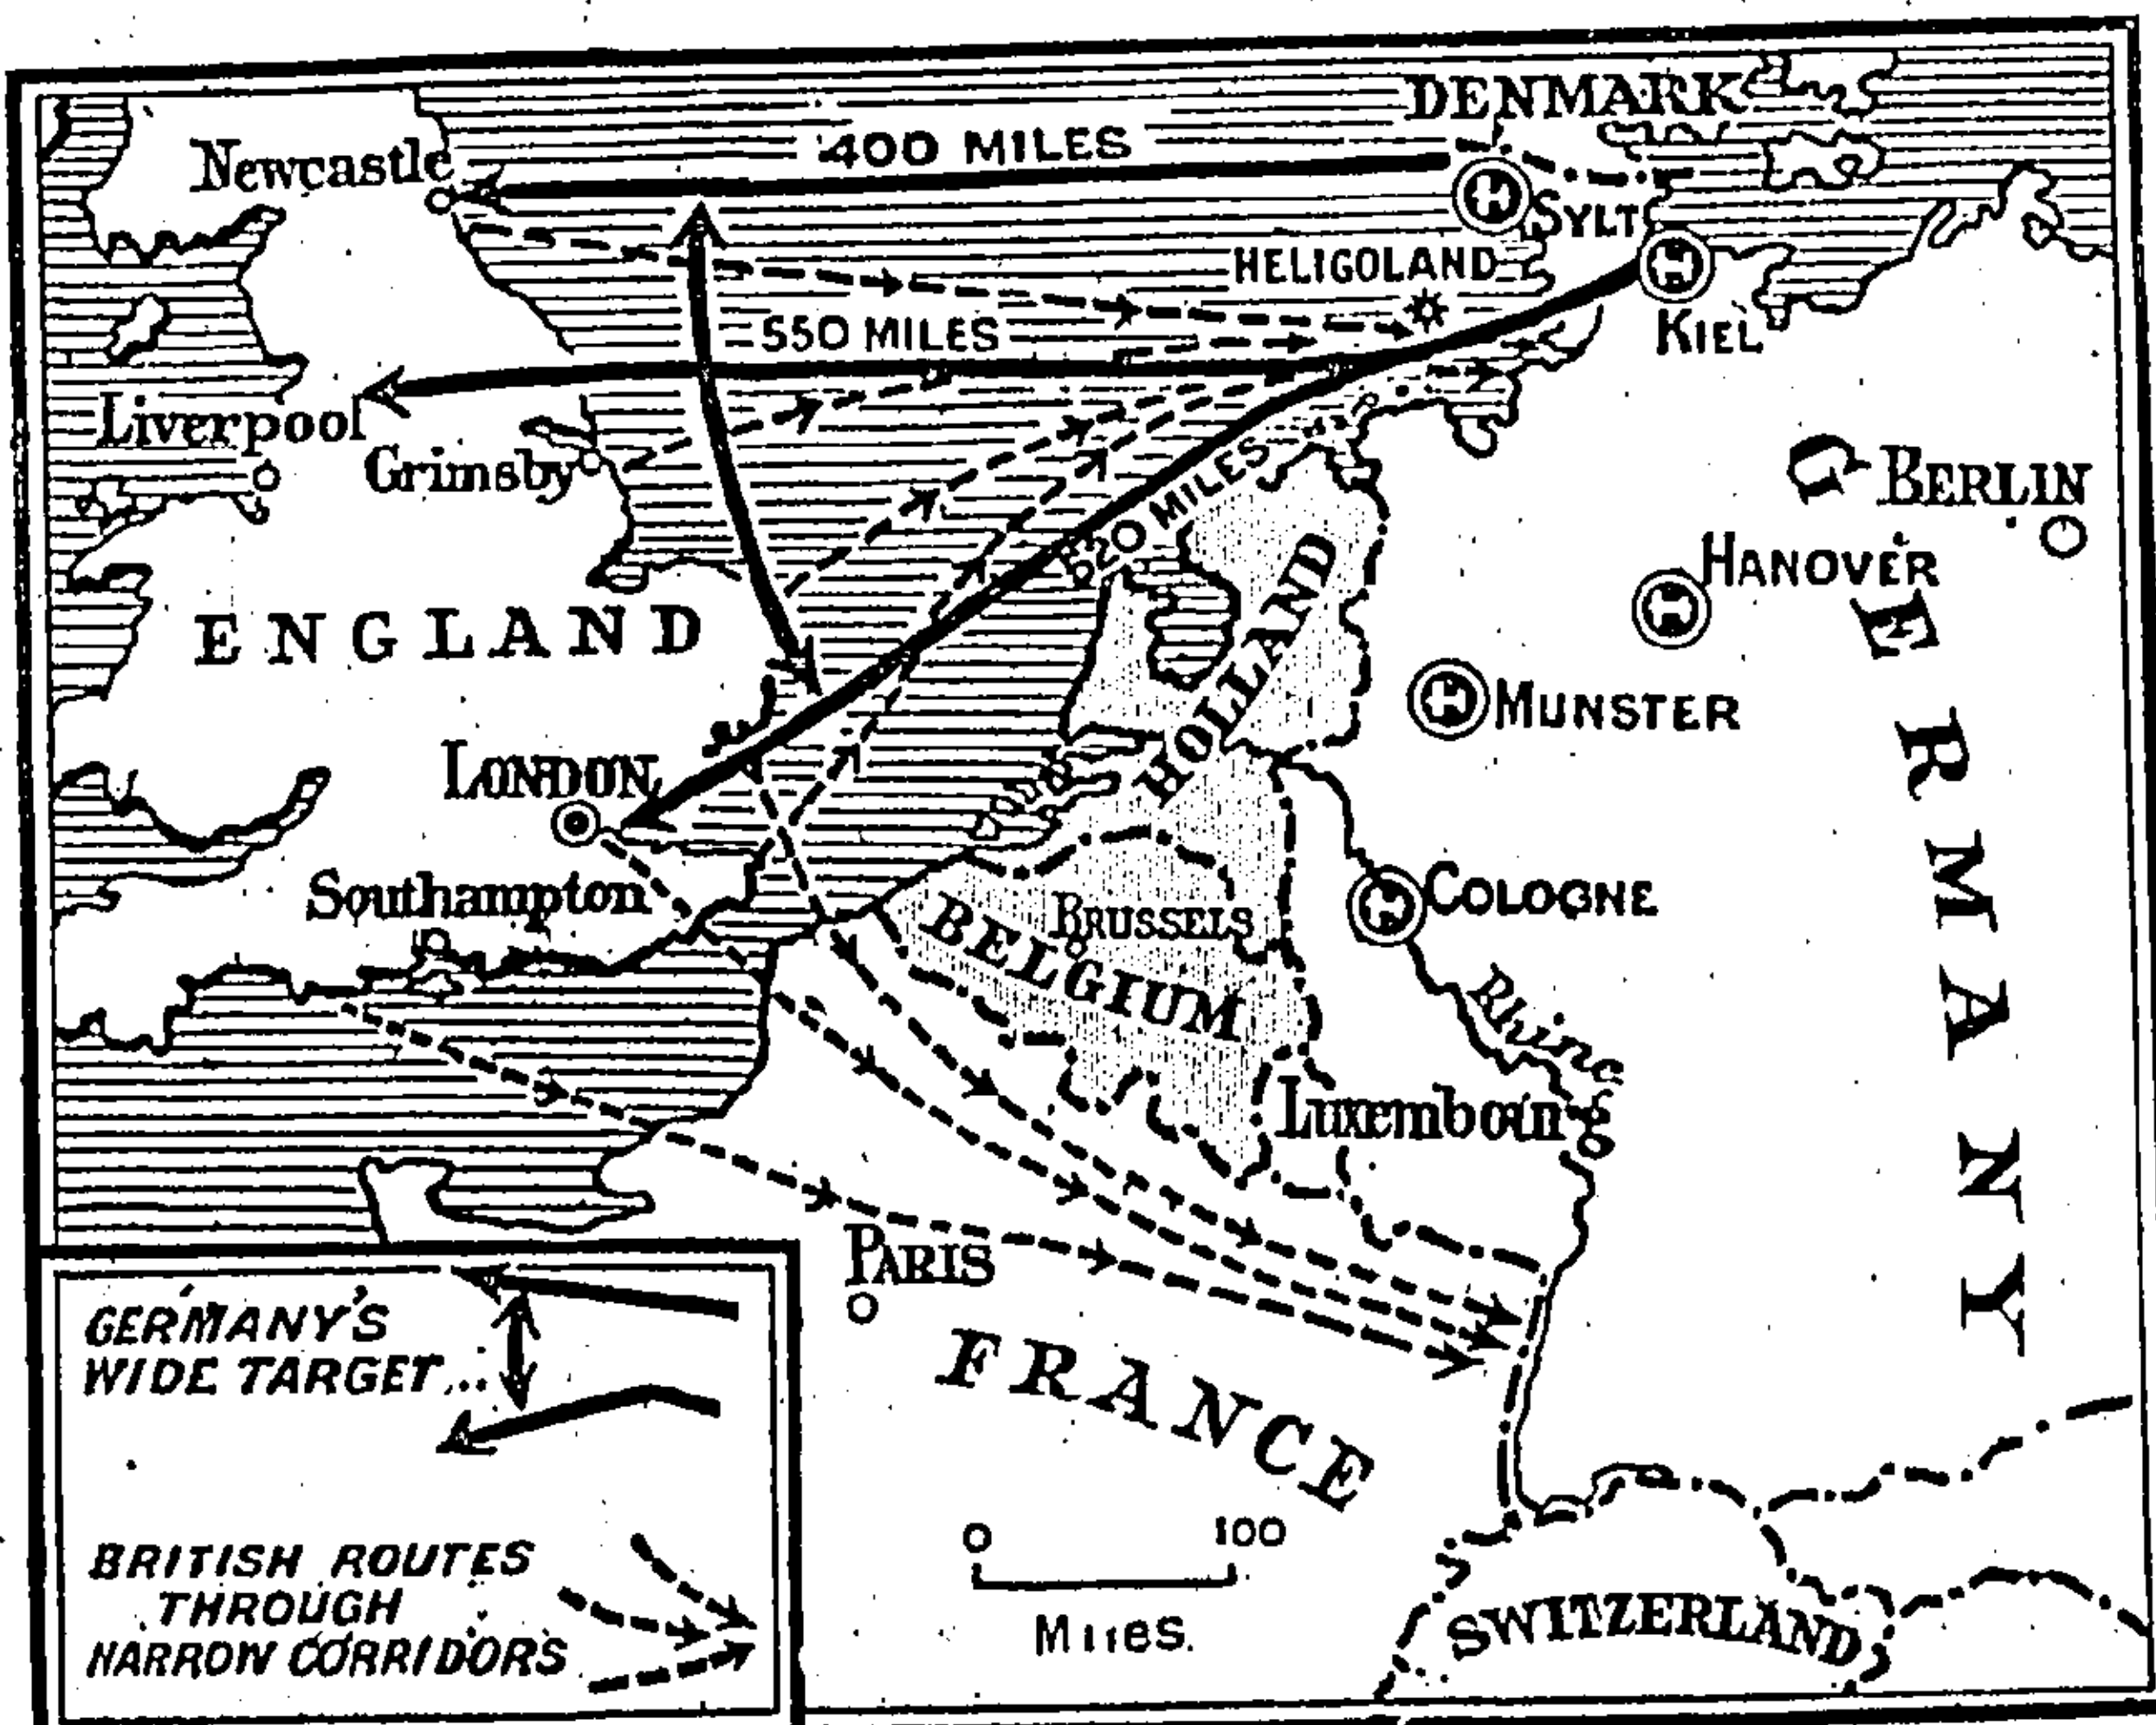 DENMARK
400 MILES
Newcastle
SYLT
HELIGOLAND
550 MILES
KIEL
Liverpool
Grimsby
MILES
BERLIN
HANOVER
HOLLAND
ENGLAND
MUNSTER
LONDON
Southampton
COLOGNE
BRUSSELS
BELGIUM
Rhine
GERMANY
Luxembourg
PARIS
FRANCE
GERMANY'S
WIDE TARGET...
0 100
Miles.
BRITISH ROUTES
THROUGH
NARROW CORRIDORS
SWITZERLAND